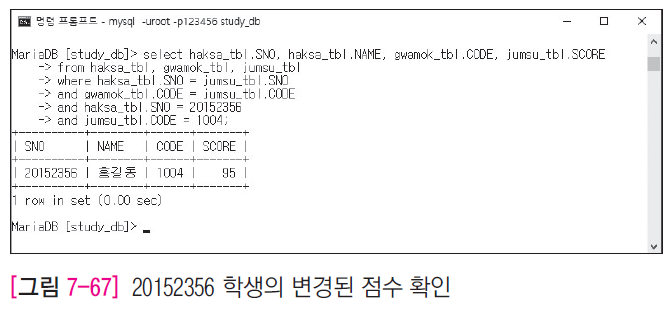 명령 프롬프트 - mysql -uroot -p123456 study_db
MariaDB [study_db]> select haksa_tbl.SNO, haksa_tbl.NAME, gwamok_tbl.CODE, jumsu_tbl.SCORE
-> from haksa_tbl, gwamok_tbl, jumsu_tbl
-> where haksa_tbl.SNO = jumsu_tbl.SNO
-> and gwamok_tbl.CODE = jumsu_tbl.CODE
-> and haksa_tbl.SNO = 20152356
-> and jumsu_tbl.CODE = 1004;
+----------+--------+------+-------+
| SNO | NAME | CODE | SCORE |
+----------+--------+------+-------+
| 20152356 | 홍길동 | 1004 | 95 |
+----------+--------+------+-------+
1 row in set (0.00 sec)
MariaDB [study_db]> _
[그림 7-67] 20152356 학생의 변경된 점수 확인